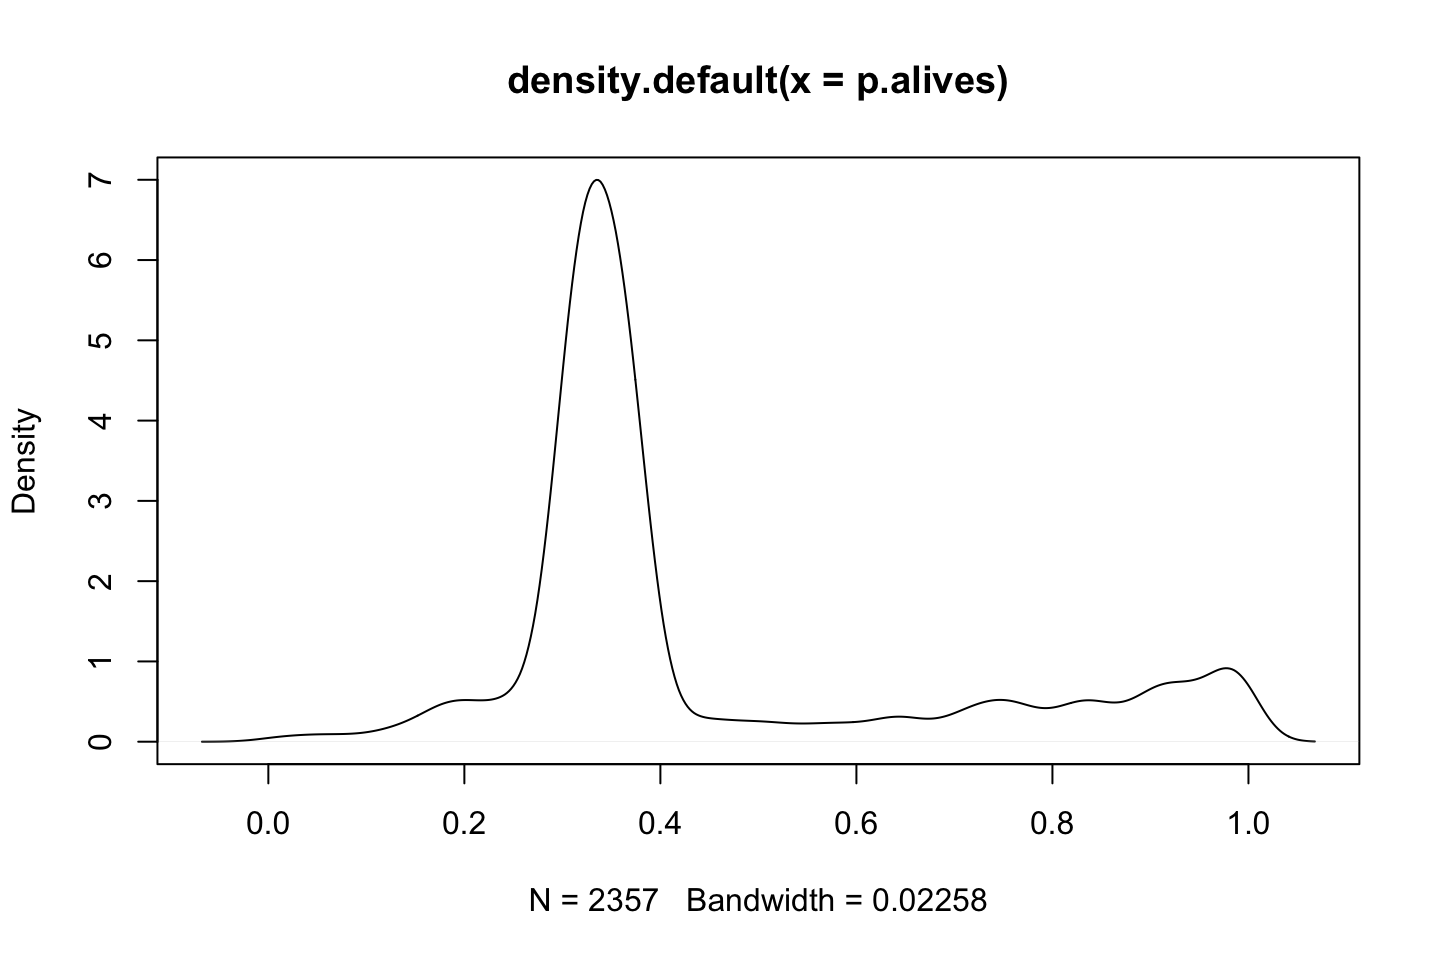 density.default(x = p.alives)
Density
7
6
5
4
3
2
1
0
0.0 0.2 0.4 0.6 0.8 1.0
N = 2357 Bandwidth = 0.02258